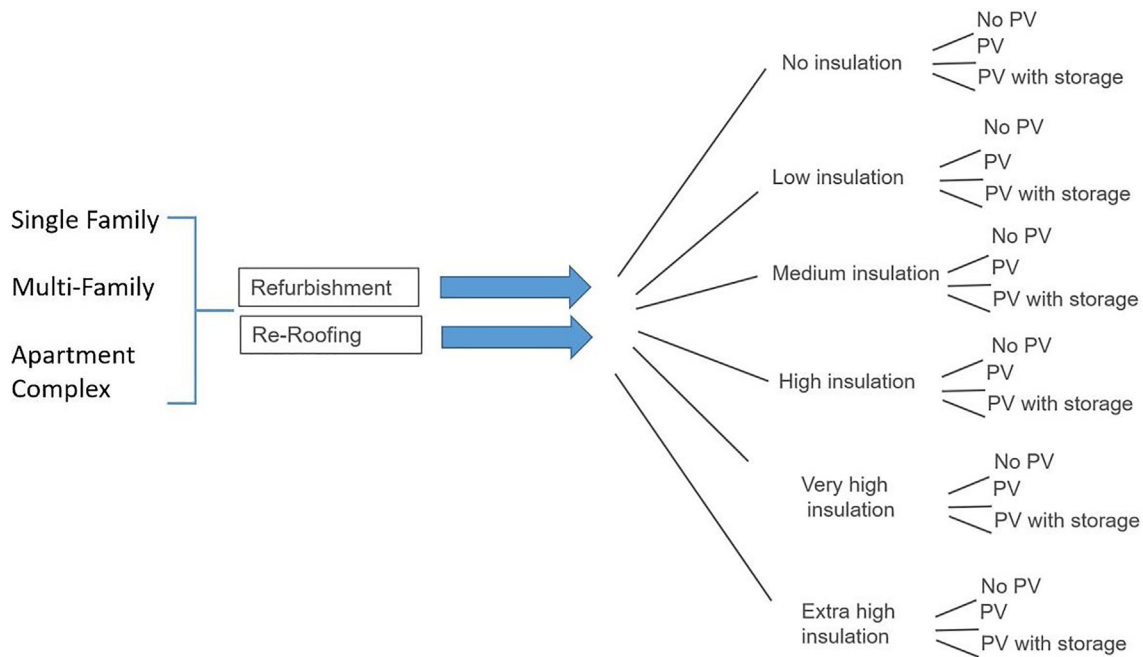 Single Family
Multi-Family
Apartment
Complex
Refurbishment
Re-Roofing
No insulation
No PV
PV
PV with storage
Low insulation
No PV
PV
PV with storage
Medium insulation
No PV
PV
PV with storage
High insulation
No PV
PV
PV with storage
Very high
insulation
No PV
PV
PV with storage
Extra high
insulation
No PV
PV
PV with storage